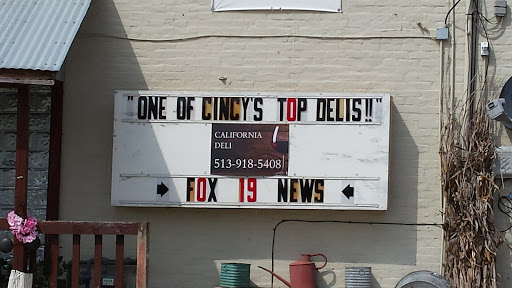 "ONE OF CINCY'S TOP DELIS!!"
CALIFORNIA
DELI
513-918-5408
→ FOX 19 NEWS ←